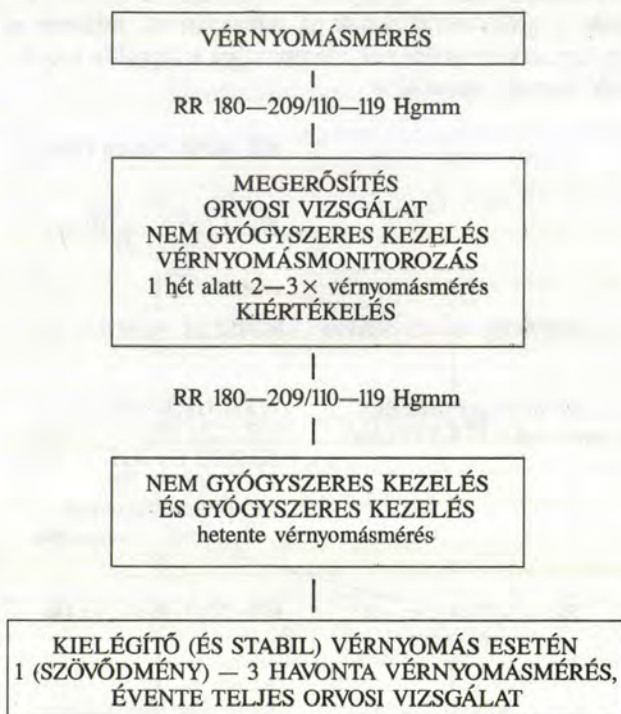 VÉRNYOMÁSMÉRÉS
RR 180—209/110—119 Hgmm
MEGERŐSÍTÉS
ORVOSI VIZSGÁLAT
NEM GYÓGYSZERES KEZELÉS
VÉRNYOMÁSMONITOROZÁS
1 hét alatt 2—3× vérnyomásmérés
KIÉRTÉKELÉS
RR 180—209/110—119 Hgmm
NEM GYÓGYSZERES KEZELÉS
ÉS GYÓGYSZERES KEZELÉS
hetente vérnyomásmérés
KIELÉGÍTŐ (ÉS STABIL) VÉRNYOMÁS ESETÉN
1 (SZÖVŐDMÉNY) — 3 HAVONTA VÉRNYOMÁSMÉRÉS,
ÉVENTE TELJES ORVOSI VIZSGÁLAT